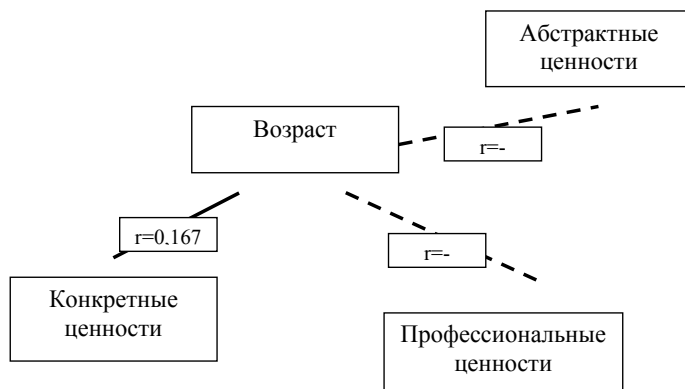 Абстрактные
ценности
Возраст
r=-
r=0,167
r=-
Конкретные
ценности
Профессиональные
ценности